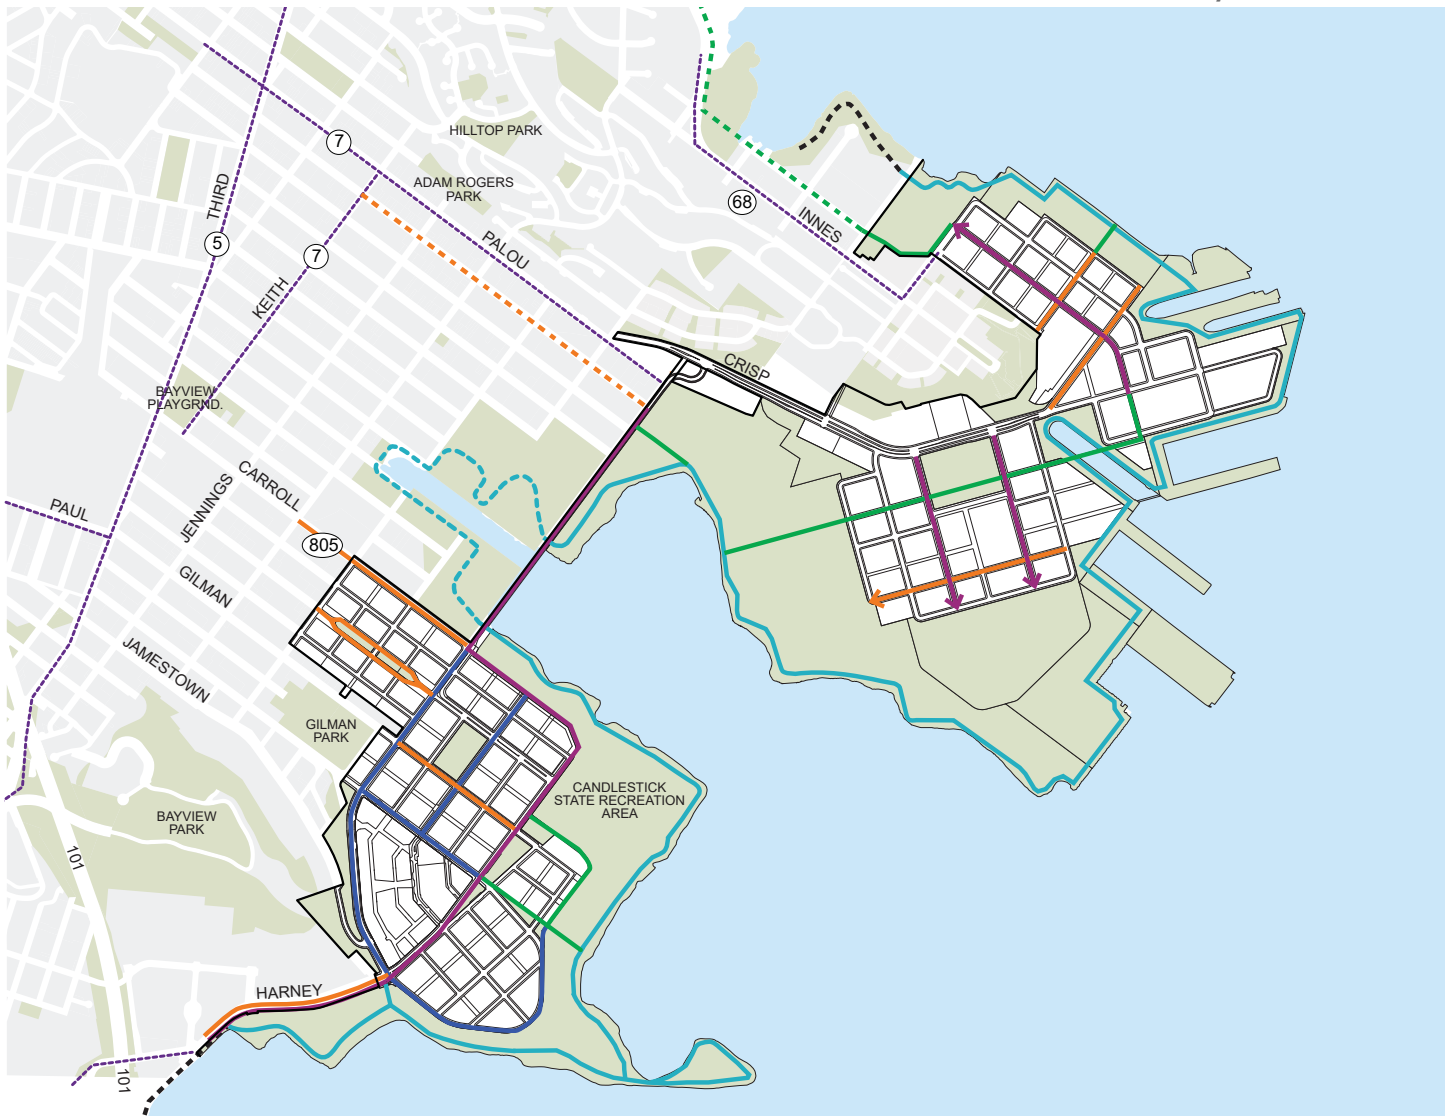 HILLTOP PARK
7
ADAM ROGERS
PARK
THIRD
68
INNES
5
7
PALOU
KEITH
CRISP
BAYVIEW
PLAYGRND.
CARROLL
JENNINGS
PAUL
805
GILMAN
JAMESTOWN
GILMAN
PARK
CANDLESTICK
STATE RECREATION
AREA
BAYVIEW
PARK
101
HARNEY
101